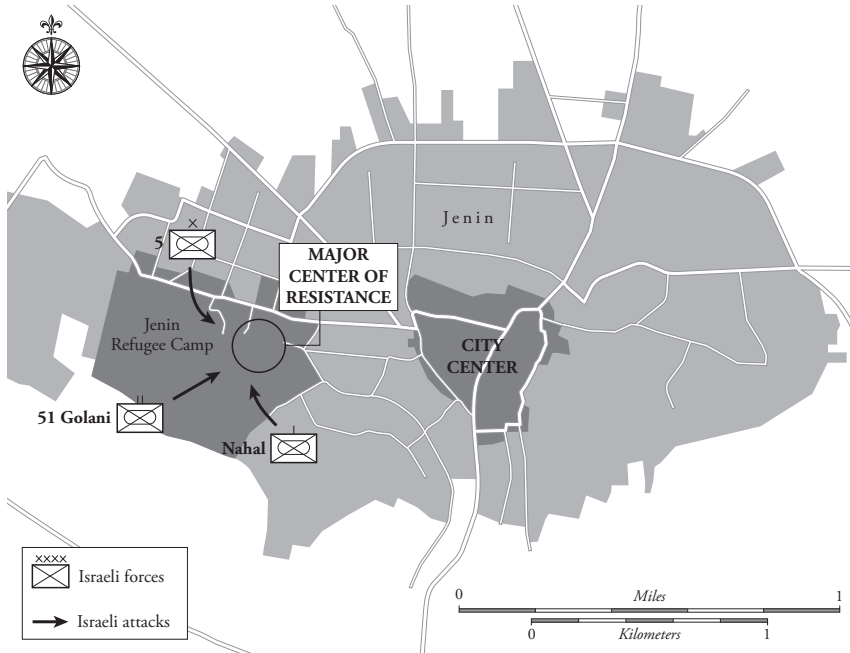 Jenin
×
5
MAJOR
CENTER OF
RESISTANCE
Jenin
Refugee Camp
CITY
CENTER
51 Golani
Nahal
××××
Israeli forces
Israeli attacks
0 Miles 1
0 Kilometers 1